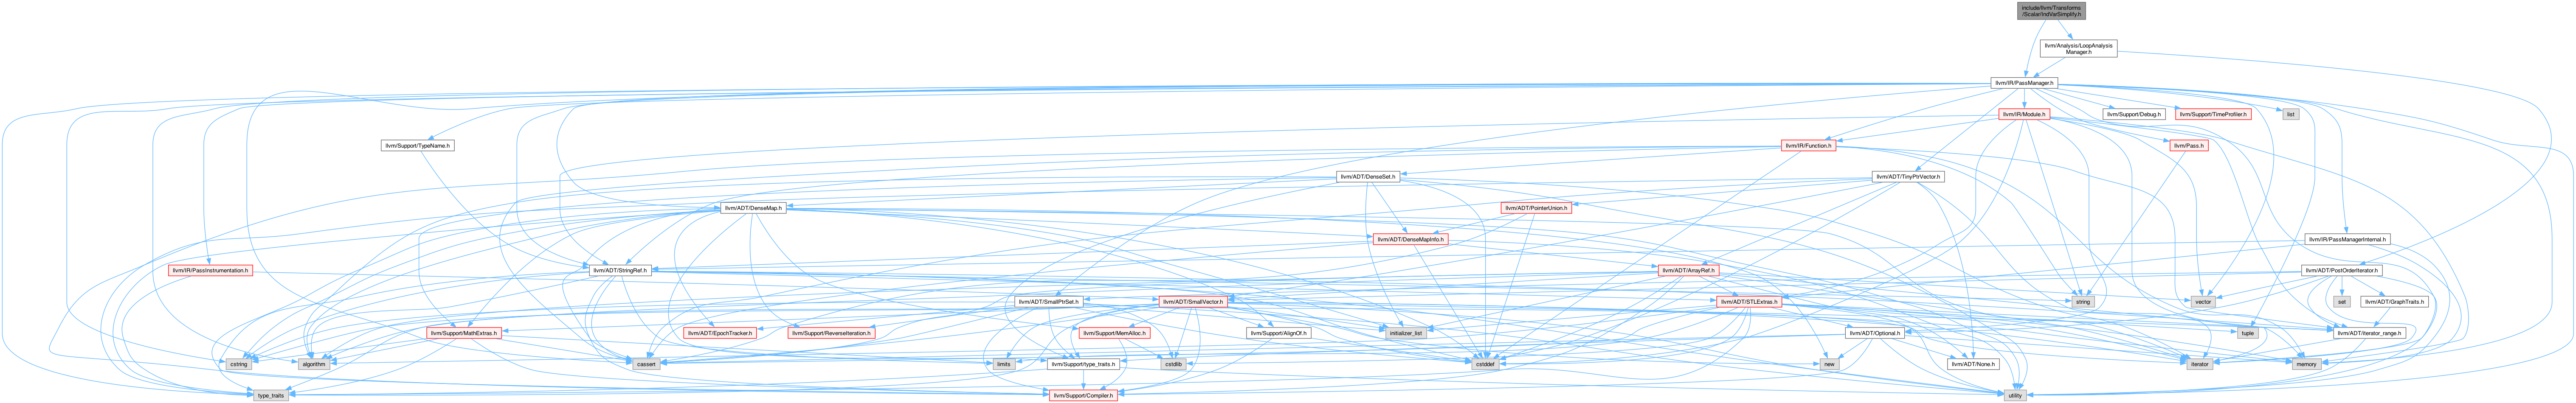 include/llvm/Transforms
/Scalar/IndVarSimplify.h
llvm/Analysis/LoopAnalysis
Manager.h
llvm/IR/PassManager.h
llvm/IR/Module.h
llvm/Support/Debug.h
llvm/Support/TimeProfiler.h
list
llvm/Support/TypeName.h
llvm/IR/Function.h
llvm/Pass.h
llvm/ADT/DenseSet.h
llvm/ADT/TinyPtrVector.h
llvm/ADT/DenseMap.h
llvm/ADT/PointerUnion.h
llvm/ADT/DenseMapInfo.h
llvm/IR/PassManagerInternal.h
llvm/IR/PassInstrumentation.h
llvm/ADT/StringRef.h
llvm/ADT/ArrayRef.h
llvm/ADT/PostOrderIterator.h
llvm/ADT/SmallPtrSet.h
llvm/ADT/SmallVector.h
llvm/ADT/STLExtras.h
string
vector
set
llvm/ADT/GraphTraits.h
llvm/Support/MathExtras.h
llvm/ADT/EpochTracker.h
llvm/Support/ReverseIteration.h
llvm/Support/MemAlloc.h
llvm/Support/AlignOf.h
initializer_list
llvm/ADT/Optional.h
tuple
llvm/ADT/iterator_range.h
cstring
algorithm
cassert
limits
llvm/Support/type_traits.h
cstdlib
cstddef
new
llvm/ADT/None.h
iterator
memory
type_traits
llvm/Support/Compiler.h
utility